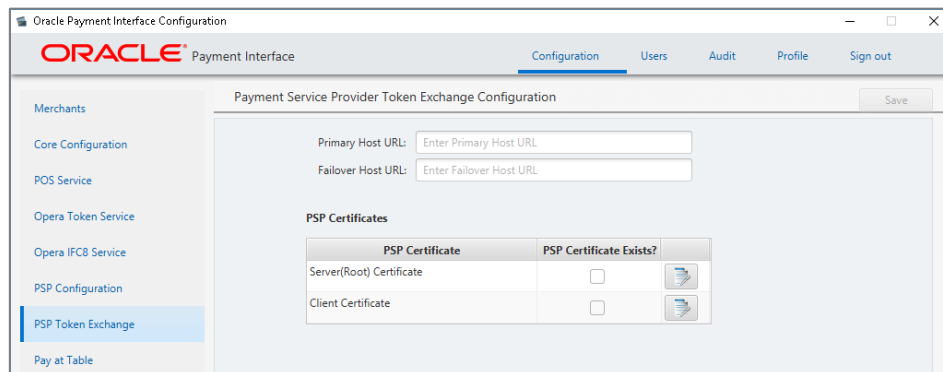 Oracle Payment Interface Configuration
ORACLE Payment Interface
Configuration Users Audit Profile Sign out
Merchants
Core Configuration
POS Service
Opera Token Service
Opera IFC8 Service
PSP Configuration
PSP Token Exchange
Pay at Table
Payment Service Provider Token Exchange Configuration
Save
Primary Host URL: Enter Primary Host URL
Failover Host URL: Enter Failover Host URL
PSP Certificates
PSP Certificate PSP Certificate Exists?
Server(Root) Certificate
Client Certificate